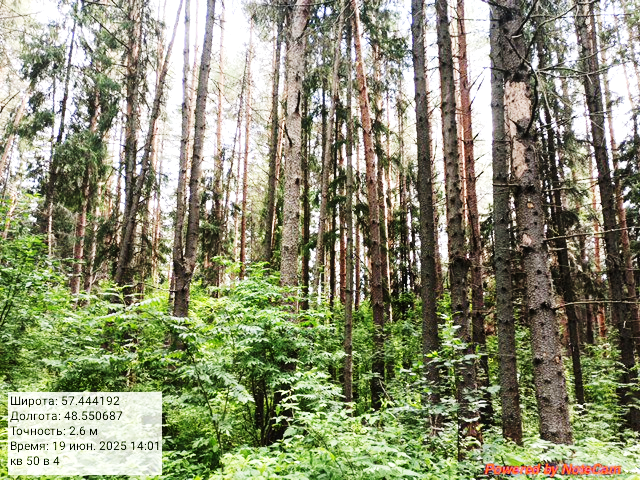 Широта: 57.444192
Долгота: 48.550687
Точность: 2.6 м
Время: 19 июн. 2025 14:01
кв 50 в 4
Powered by NoteCam